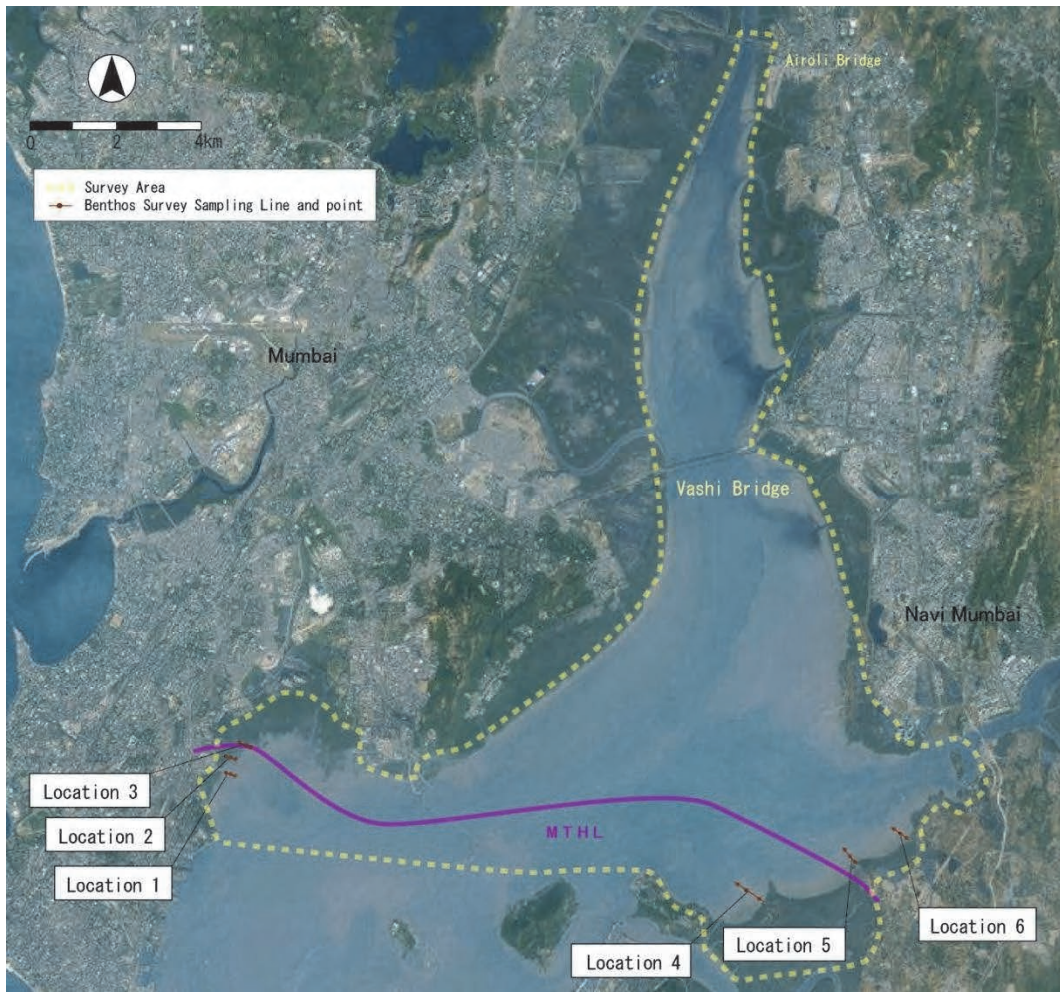 Airoli Bridge
0 2 4km
Survey Area
Benthos Survey Sampling Line and point
Mumbai
Vashi Bridge
Navi Mumbai
Location 3
Location 2
MTHL
Location 1
Location 6
Location 5
Location 4